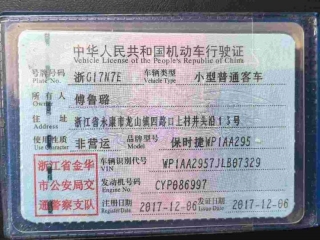 中华人民共和国机动车行驶证
Vehicle License of the People's Republic of China
号牌号码 浙G17N7E 车辆类型 小型普通客车
Plate No. Vehicle Type
所有人 傅鲁璐
Owner
住址 浙江省永康市龙山镇四路口上村井头路15号
Address
使用性质 非营运 品牌型号 保时捷WP1AA295
Use Character Model
浙江省金华
市公安局交
通警察支队
车辆识别代号 WP1AA2957JLB07329
VIN
发动机号码 CYP086997
Engine No.
注册日期 2017-12-06 发证日期 2017-12-06
Register Date Issue Date